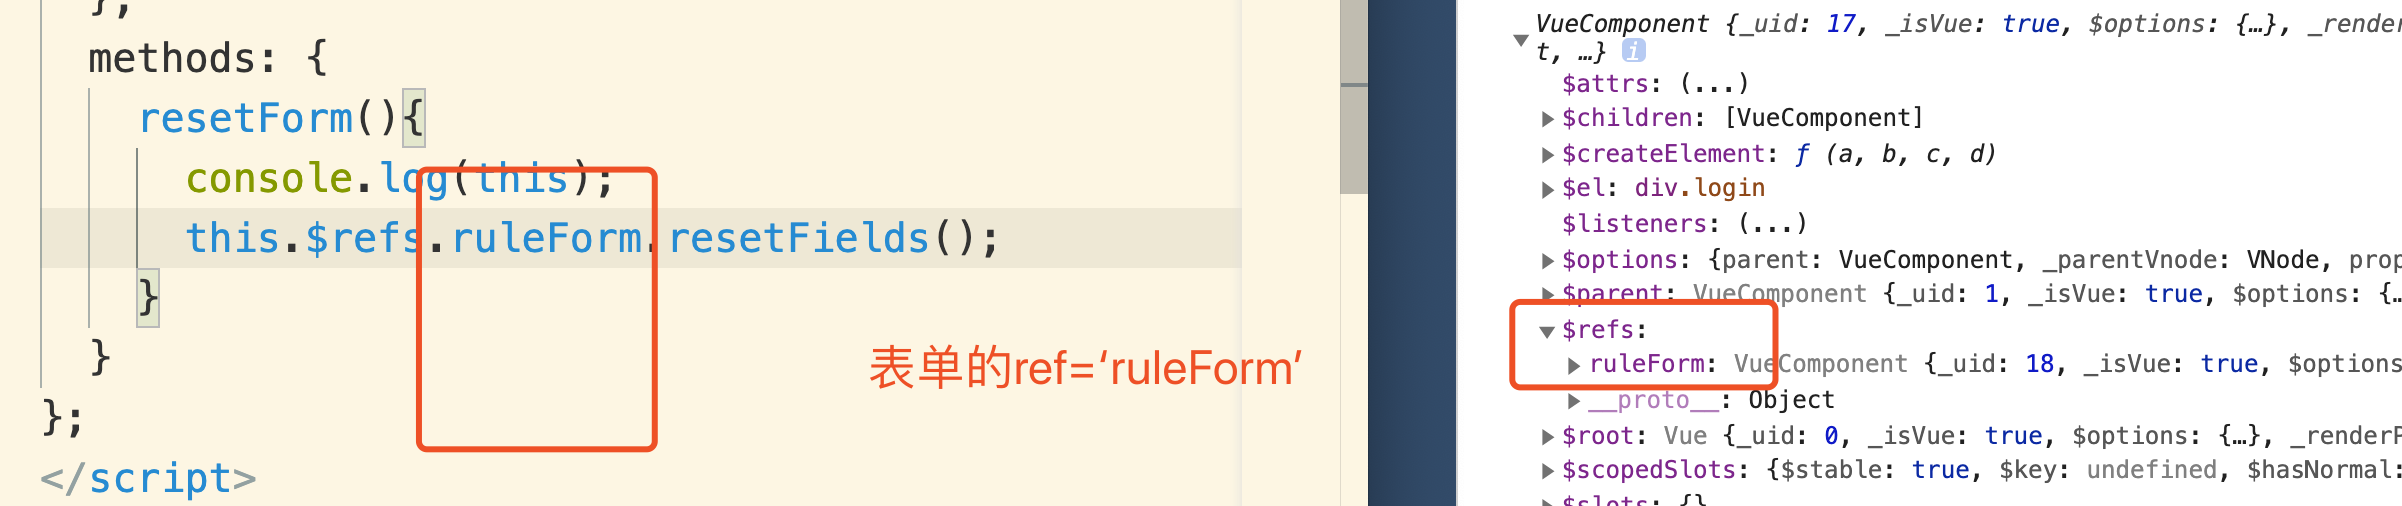 },
methods: {
resetForm(){
console.log(this);
this.$refs.ruleForm.resetFields();
}
}
};
</script>
表单的ref=‘ruleForm’
VueComponent {_uid: 17, _isVue: true, $options: {…}, _render
t, …} i
$attrs: (...)
$children: [VueComponent]
$createElement: ƒ (a, b, c, d)
$el: div.login
$listeners: (...)
$options: {parent: VueComponent, _parentVnode: VNode, prop
$parent: VueComponent {_uid: 1, _isVue: true, $options: {…
$refs:
ruleForm: VueComponent {_uid: 18, _isVue: true, $options
__proto__: Object
$root: Vue {_uid: 0, _isVue: true, $options: {…}, _renderP
$scopedSlots: {$stable: true, $key: undefined, $hasNormal:
$slots: {}